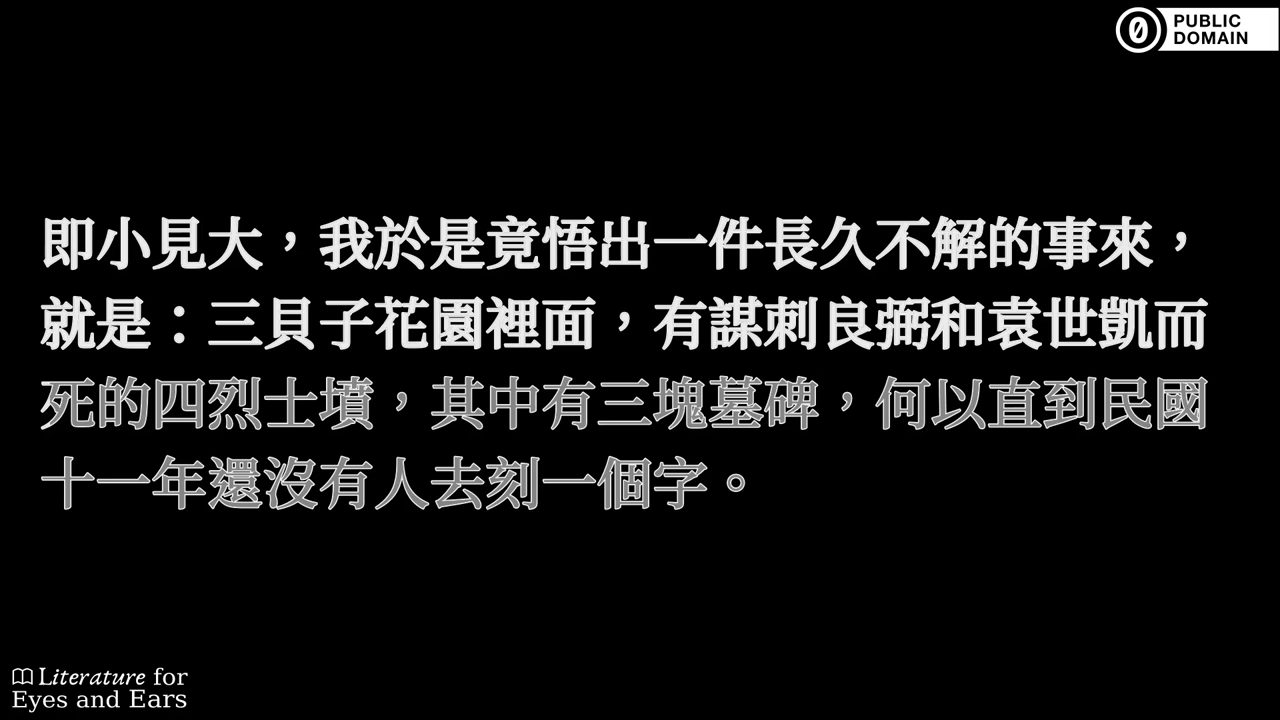 PUBLIC
DOMAIN
即小見大，我於是竟悟出一件長久不解的事來，
就是：三貝子花園裡面，有謀刺良弼和袁世凱而
死的四烈士墳，其中有三塊墓碑，何以直到民國
十一年還沒有人去刻一個字。
Literature for
Eyes and Ears